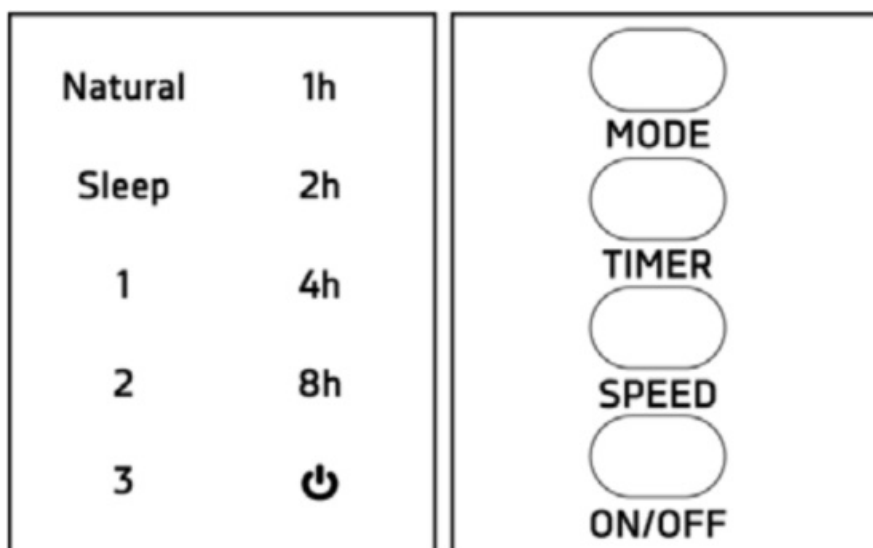 Natural 1h
Sleep 2h
1 4h
2 8h
3
MODE
TIMER
SPEED
ON/OFF